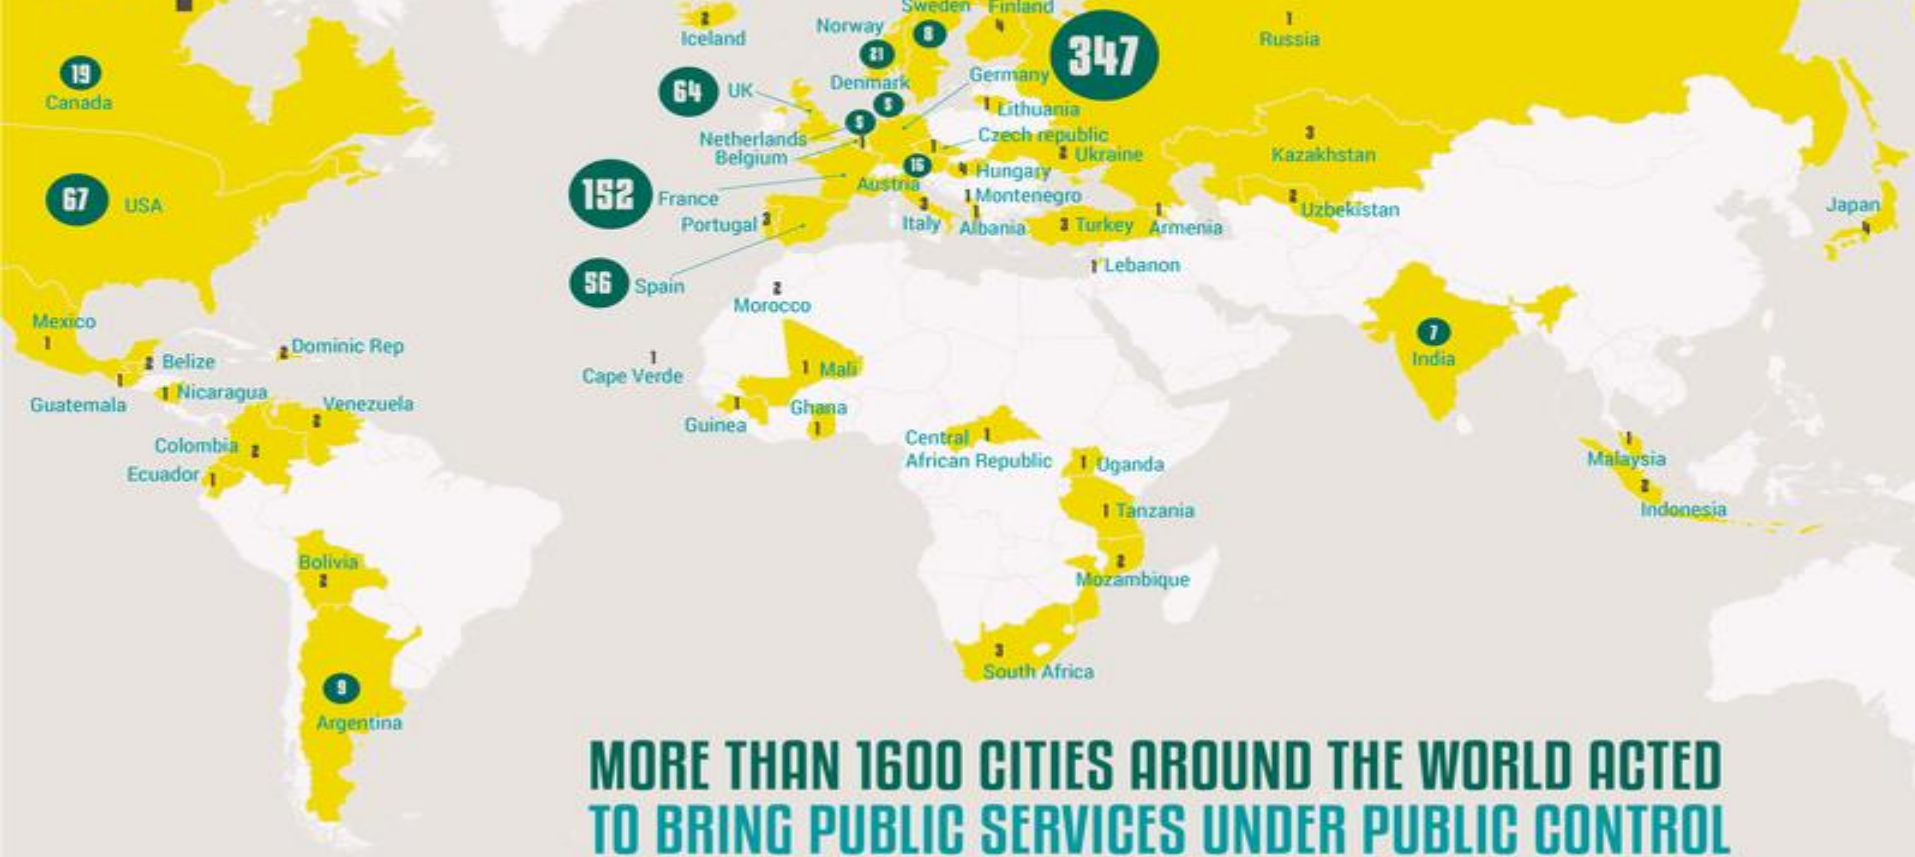 Sweden
Finland
2
Iceland
Norway
8
4
347
1
Russia
21
19
Canada
Denmark
Germany
64
UK
5
1
Lithuania
5
Netherlands
Czech republic
3
Kazakhstan
Belgium
1
1
2 Ukraine
16
4 Hungary
152
France
Austria
1 Montenegro
67
USA
2
Uzbekistan
Japan
4
Portugal
3
3
Italy
1
Albania
3 Turkey
1
Armenia
1 Lebanon
56
Spain
2
Morocco
Mexico
1
7
India
2 Dominic Rep
2 Belize
1
Cape Verde
1 Mali
1
Guatemala
1 Nicaragua
Venezuela
2
1
Guinea
Ghana
1
Colombia
2
Central
1
African Republic
1
Malaysia
Ecuador
1
1 Uganda
2
Indonesia
1 Tanzania
Bolivia
2
2
Mozambique
3
South Africa
9
Argentina
MORE THAN 1600 CITIES AROUND THE WORLD ACTED
TO BRING PUBLIC SERVICES UNDER PUBLIC CONTROL